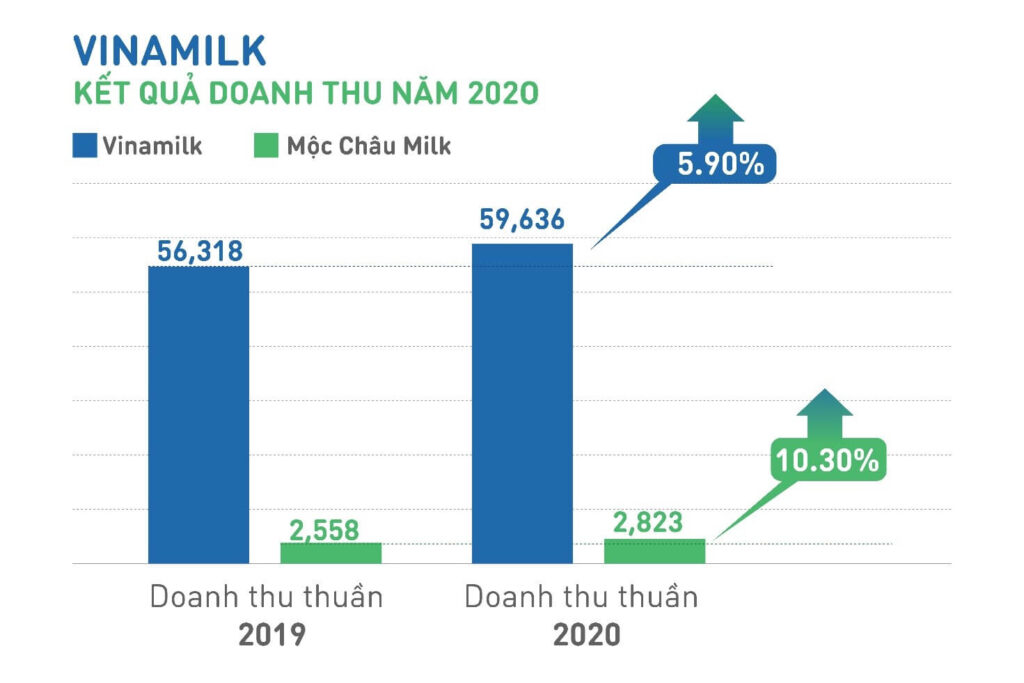 VINAMILK
KẾT QUẢ DOANH THU NĂM 2020
Vinamilk
Mộc Châu Milk
5.90%
59,636
56,318
10.30%
2,823
2,558
Doanh thu thuần
2019
Doanh thu thuần
2020